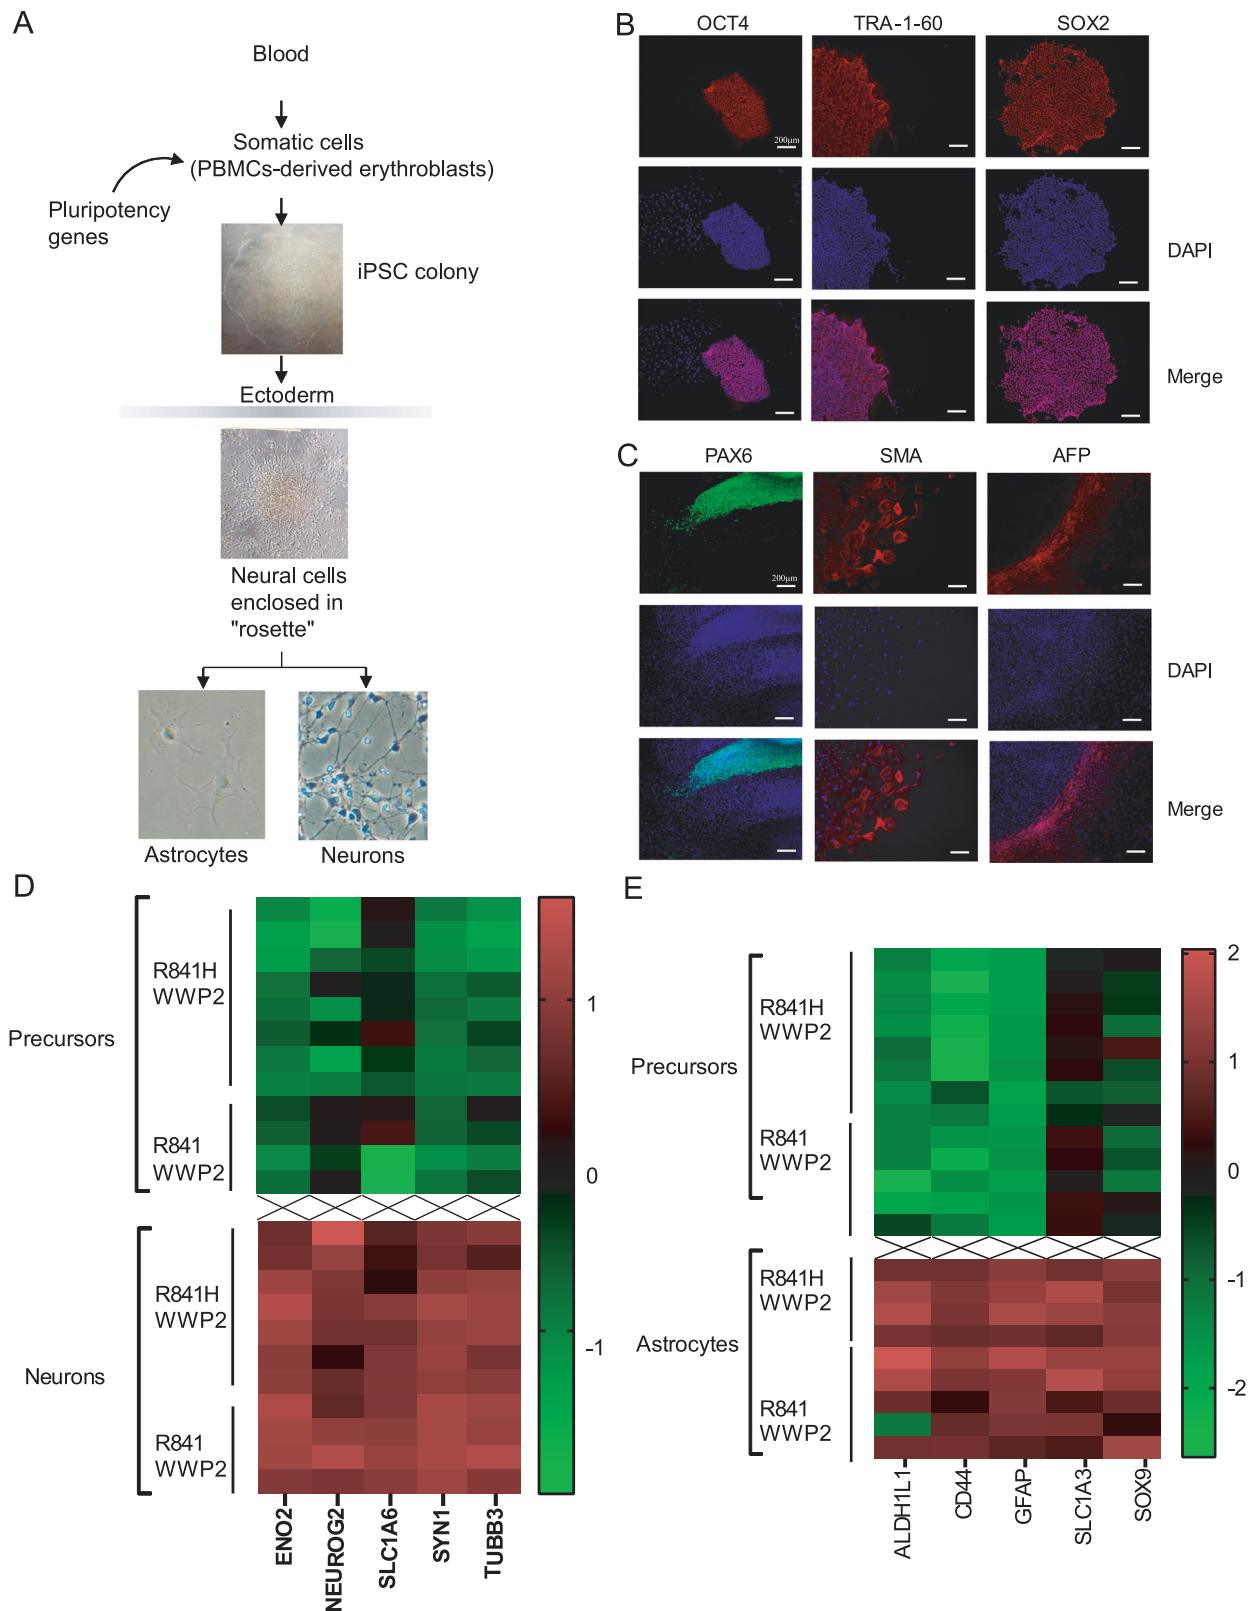 A
Blood
Somatic cells
(PBMCs-derived erythroblasts)
Pluripotency
genes
iPSC colony
Ectoderm
Neural cells
enclosed in
"rosette"
Astrocytes
Neurons
B
OCT4
TRA-1-60
SOX2
200μm
DAPI
Merge
C
PAX6
SMA
AFP
200μm
DAPI
Merge
D
Precursors
R841H
WWP2
R841
WWP2
Neurons
R841H
WWP2
R841
WWP2
1
0
-1
ENO2
NEUROG2
SLC1A6
SYN1
TUBB3
E
Precursors
R841H
WWP2
R841
WWP2
Astrocytes
R841H
WWP2
R841
WWP2
2
1
0
-1
-2
ALDH1L1
CD44
GFAP
SLC1A3
SOX9